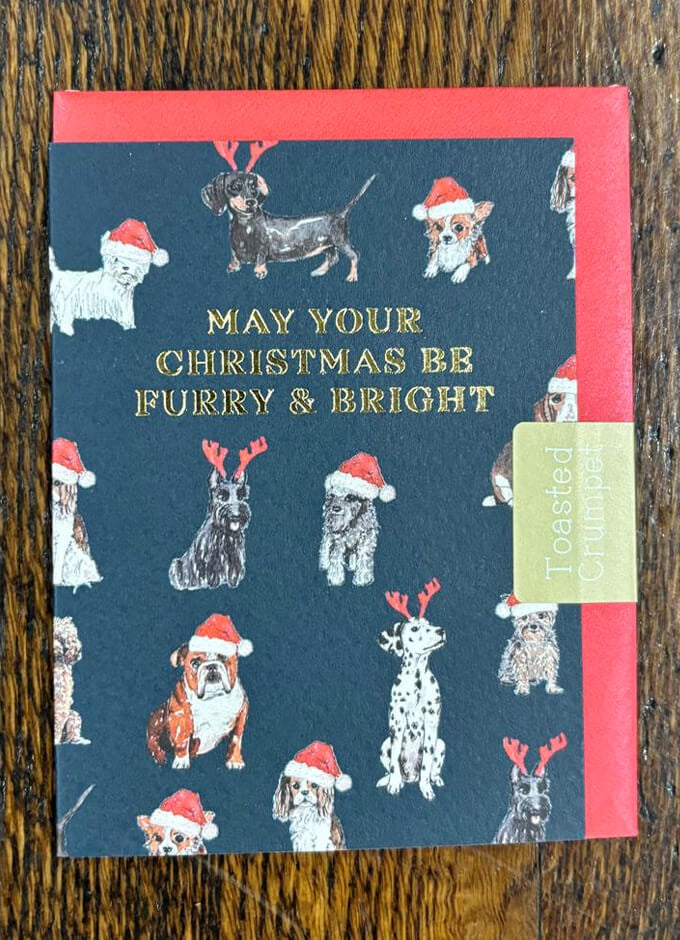 MAY YOUR
CHRISTMAS BE
FURRY & BRIGHT
Toasted
Crumpet